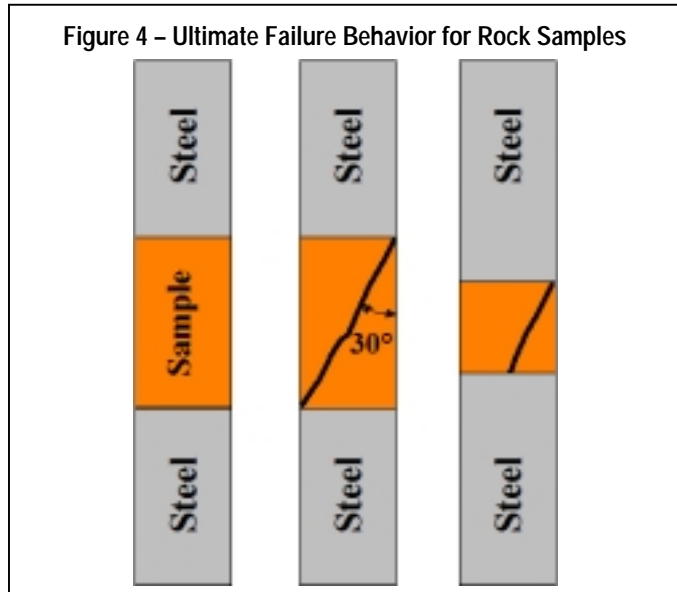 Figure 4 – Ultimate Failure Behavior for Rock Samples
Steel
Sample
Steel
Steel
30°
Steel
Steel
Steel